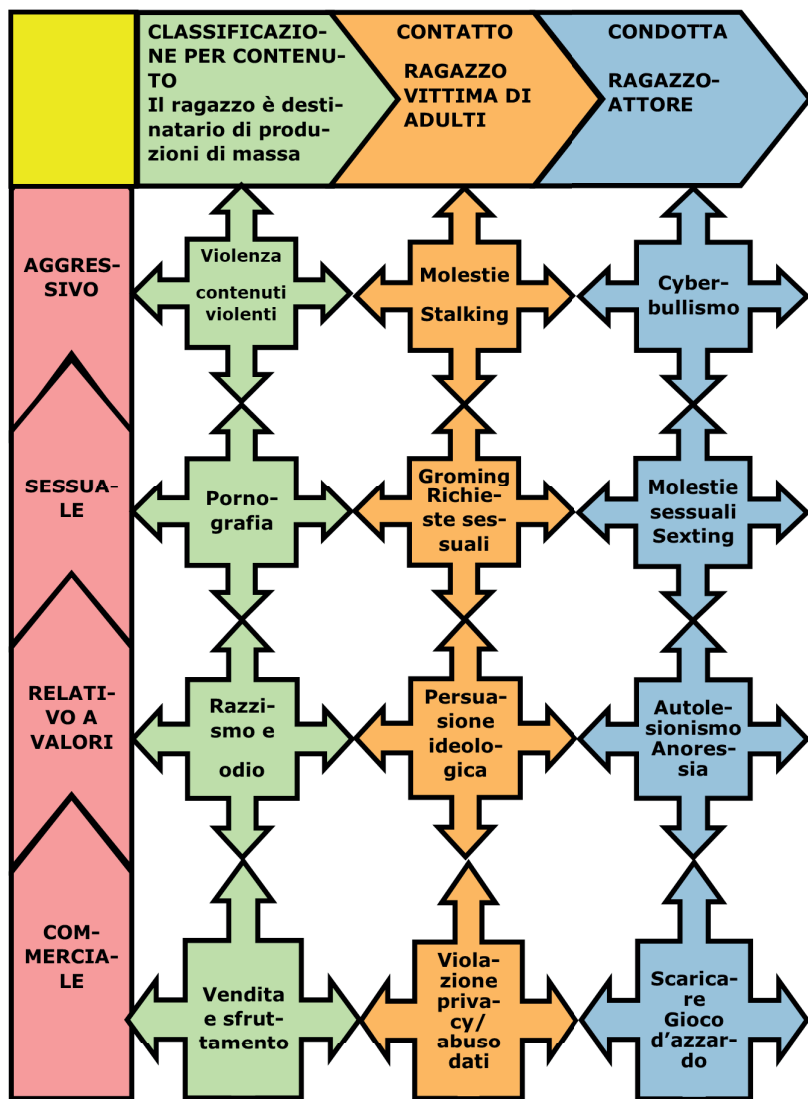 CLASSIFICAZIO-
NE PER CONTENU-
TO
Il ragazzo è desti-
natario di produ-
zioni di massa
CONTATTO
RAGAZZO
VITTIMA DI
ADULTI
CONDOTTA
RAGAZZO-
ATTORE
AGGRES-
SIVO
Violenza
contenuti
violenti
Molestie
Stalking
Cyber-
bullismo
SESSUA-
LE
Porno-
grafia
Groming
Richie-
ste ses-
suali
Molestie
sessuali
Sexting
RELATI-
VO A
VALORI
Razzi-
smo e
odio
Persua-
sione
ideolo-
gica
Autole-
sionismo
Anores-
sia
COM-
MERCIA-
LE
Vendita
e sfrut-
tamento
Viola-
zione
priva-
cy/
abuso
dati
Scarica-
re
Gioco
d’azzar-
do